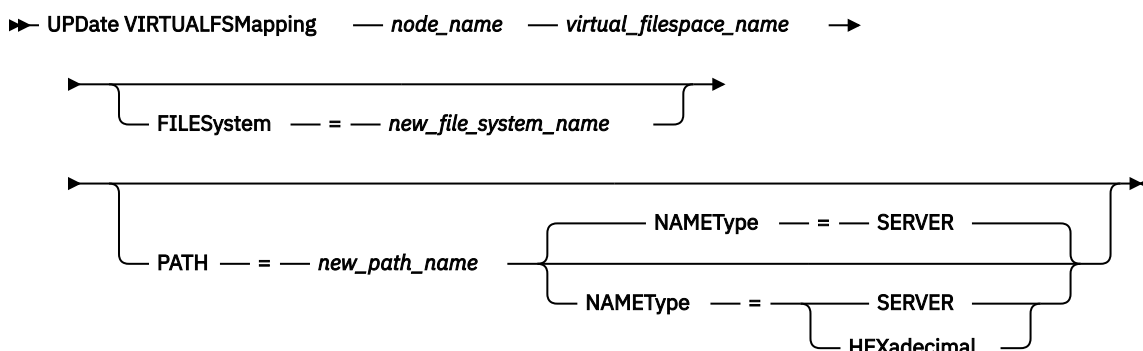 UPDate VIRTUALFSMapping node_name virtual_filespace_name
FILESystem = new_file_system_name
NAMEType = SERVER
PATH = new_path_name
NAMEType = SERVER
HEXadecimal